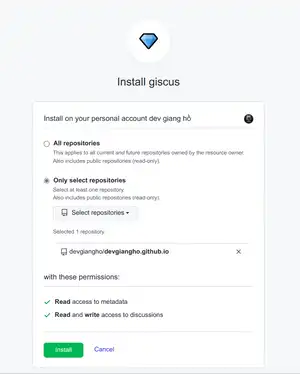 Install giscus
Install on your personal account dev giang hồ
All repositories
This applies to all current and future repositories owned by the resource owner.
Also includes public repositories (read-only).
Only select repositories
Select at least one repository.
Also includes public repositories (read-only).
Select repositories
Selected 1 repository.
devgiangho/devgiangho.github.io
with these permissions:
Read access to metadata
Read and write access to discussions
Install Cancel